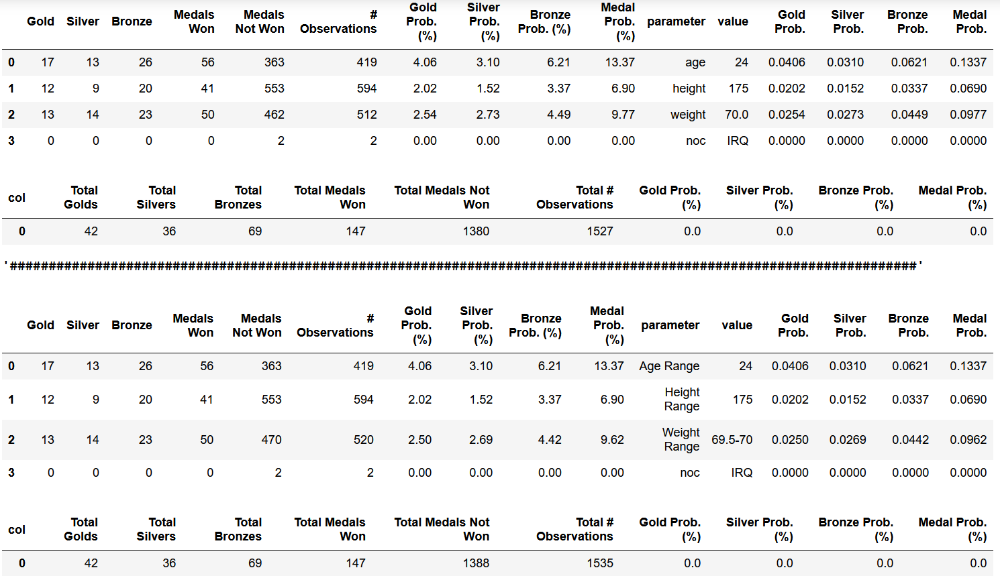 Gold Silver Bronze Medals Won Medals Not Won # Observations Gold Prob. (%) Silver Prob. (%) Bronze Prob. (%) Medal Prob. (%) parameter value Gold Prob. Silver Prob. Bronze Prob. Medal Prob.
0 17 13 26 56 363 419 4.06 3.10 6.21 13.37 age 24 0.0406 0.0310 0.0621 0.1337
1 12 9 20 41 553 594 2.02 1.52 3.37 6.90 height 175 0.0202 0.0152 0.0337 0.0690
2 13 14 23 50 462 512 2.54 2.73 4.49 9.77 weight 70.0 0.0254 0.0273 0.0449 0.0977
3 0 0 0 0 2 2 0.00 0.00 0.00 0.00 noc IRQ 0.0000 0.0000 0.0000 0.0000
col Total Golds Total Silvers Total Bronzes Total Medals Won Total Medals Not Won Total # Observations Gold Prob. (%) Silver Prob. (%) Bronze Prob. (%) Medal Prob. (%)
0 42 36 69 147 1380 1527 0.0 0.0 0.0 0.0
'#####################################################################################################################'
Gold Silver Bronze Medals Won Medals Not Won # Observations Gold Prob. (%) Silver Prob. (%) Bronze Prob. (%) Medal Prob. (%) parameter value Gold Prob. Silver Prob. Bronze Prob. Medal Prob.
0 17 13 26 56 363 419 4.06 3.10 6.21 13.37 Age Range 24 0.0406 0.0310 0.0621 0.1337
1 12 9 20 41 553 594 2.02 1.52 3.37 6.90 Height Range 175 0.0202 0.0152 0.0337 0.0690
2 13 14 23 50 470 520 2.50 2.69 4.42 9.62 Weight Range 69.5-70 0.0250 0.0269 0.0442 0.0962
3 0 0 0 0 2 2 0.00 0.00 0.00 0.00 noc IRQ 0.0000 0.0000 0.0000 0.0000
col Total Golds Total Silvers Total Bronzes Total Medals Won Total Medals Not Won Total # Observations Gold Prob. (%) Silver Prob. (%) Bronze Prob. (%) Medal Prob. (%)
0 42 36 69 147 1388 1535 0.0 0.0 0.0 0.0